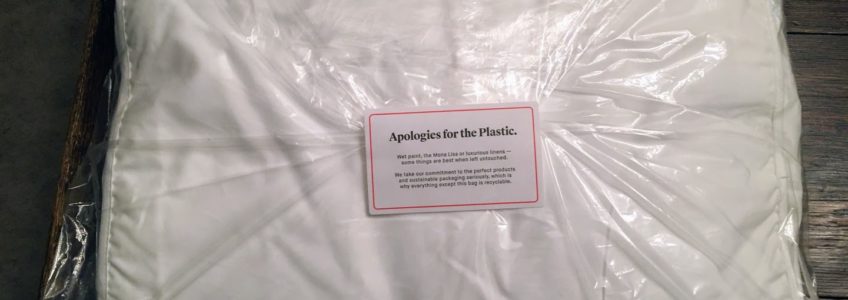 Apologies for the Plastic.
Wet paint, the Mona Lisa or luxurious linens —
some things are best when left untouched.
We take our commitment to the perfect products
and sustainable packaging seriously, which is
why everything except this bag is recyclable.